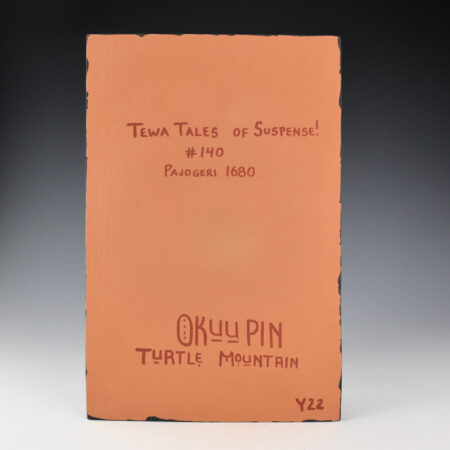 TEWA TALES OF SUSPENSE!
#140
PAJOGERI 1680
OKUU PIN
TURTLE MOUNTAIN
Y22